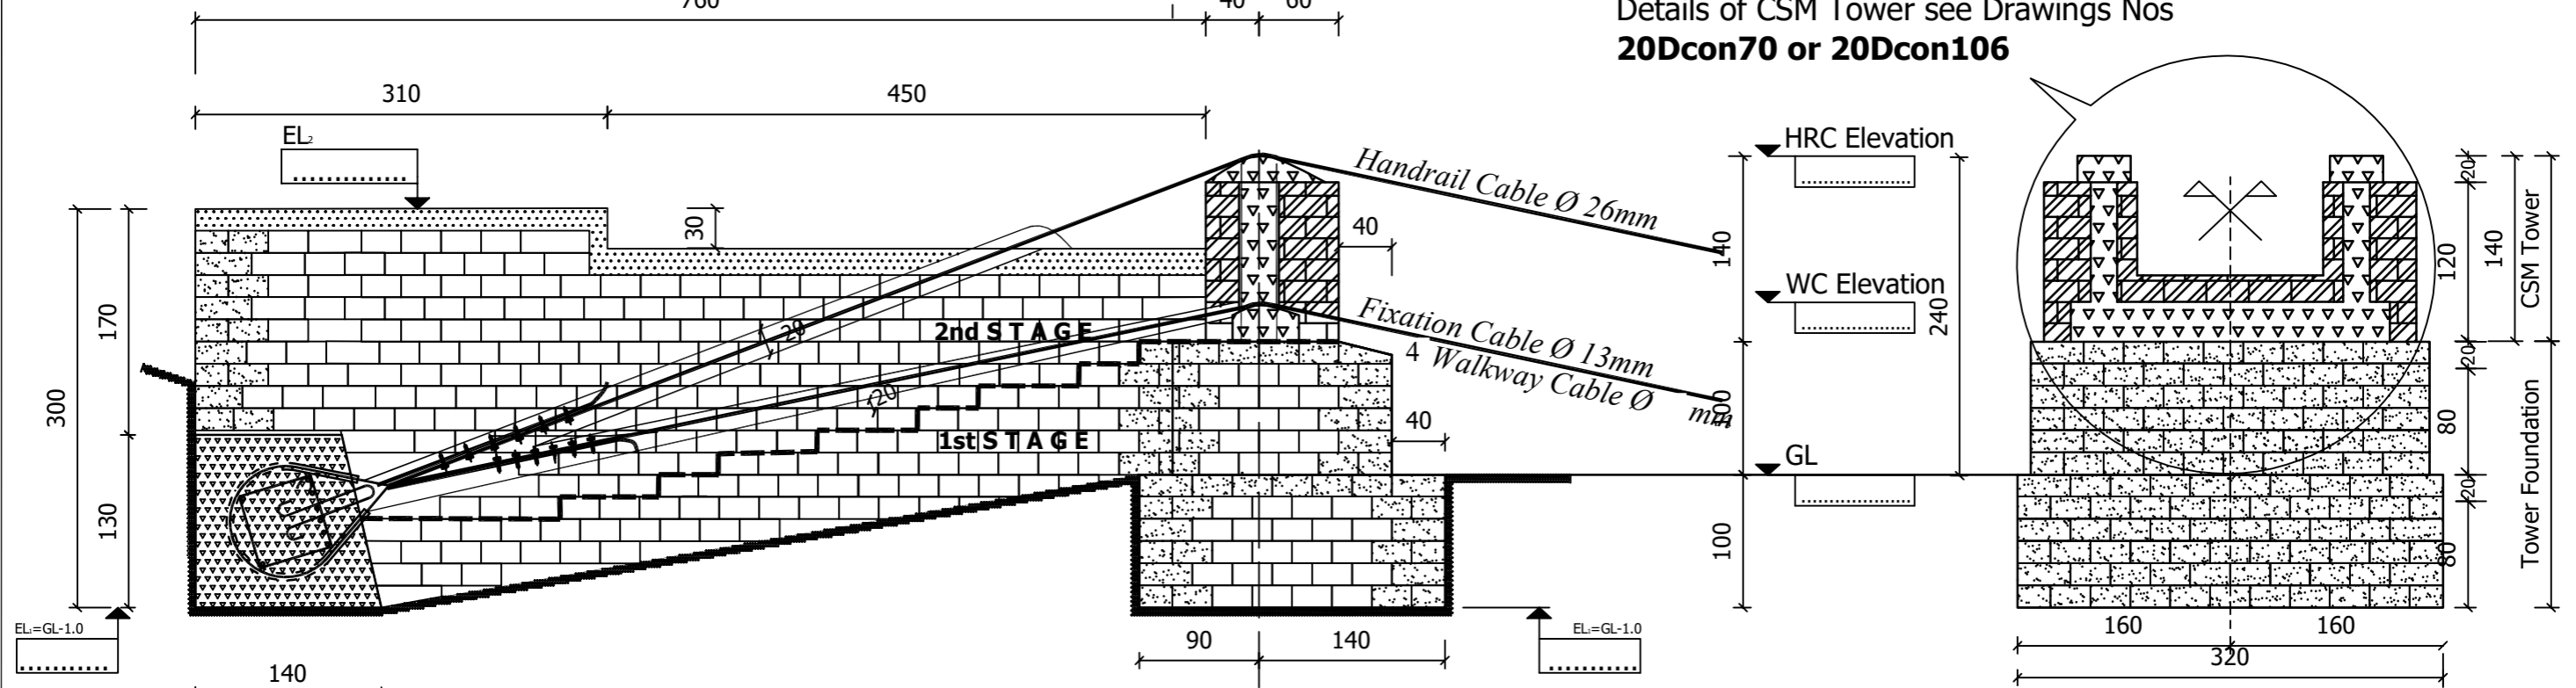 760
40
60
Details of CSM Tower see Drawings Nos
20Dcon70 or 20Dcon106
310
450
EL2
HRC Elevation
Handrail Cable Ø 26mm
30
40
140
20
120
140
CSM Tower
WC Elevation
240
170
300
20
2nd S T A G E
Fixation Cable Ø 13mm
4 Walkway Cable Ø mm
100
20
20
80
Tower Foundation
1st S T A G E
40
GL
130
100
20
80
EL1=GL-1.0
EL1=GL-1.0
90
140
160
160
320
140